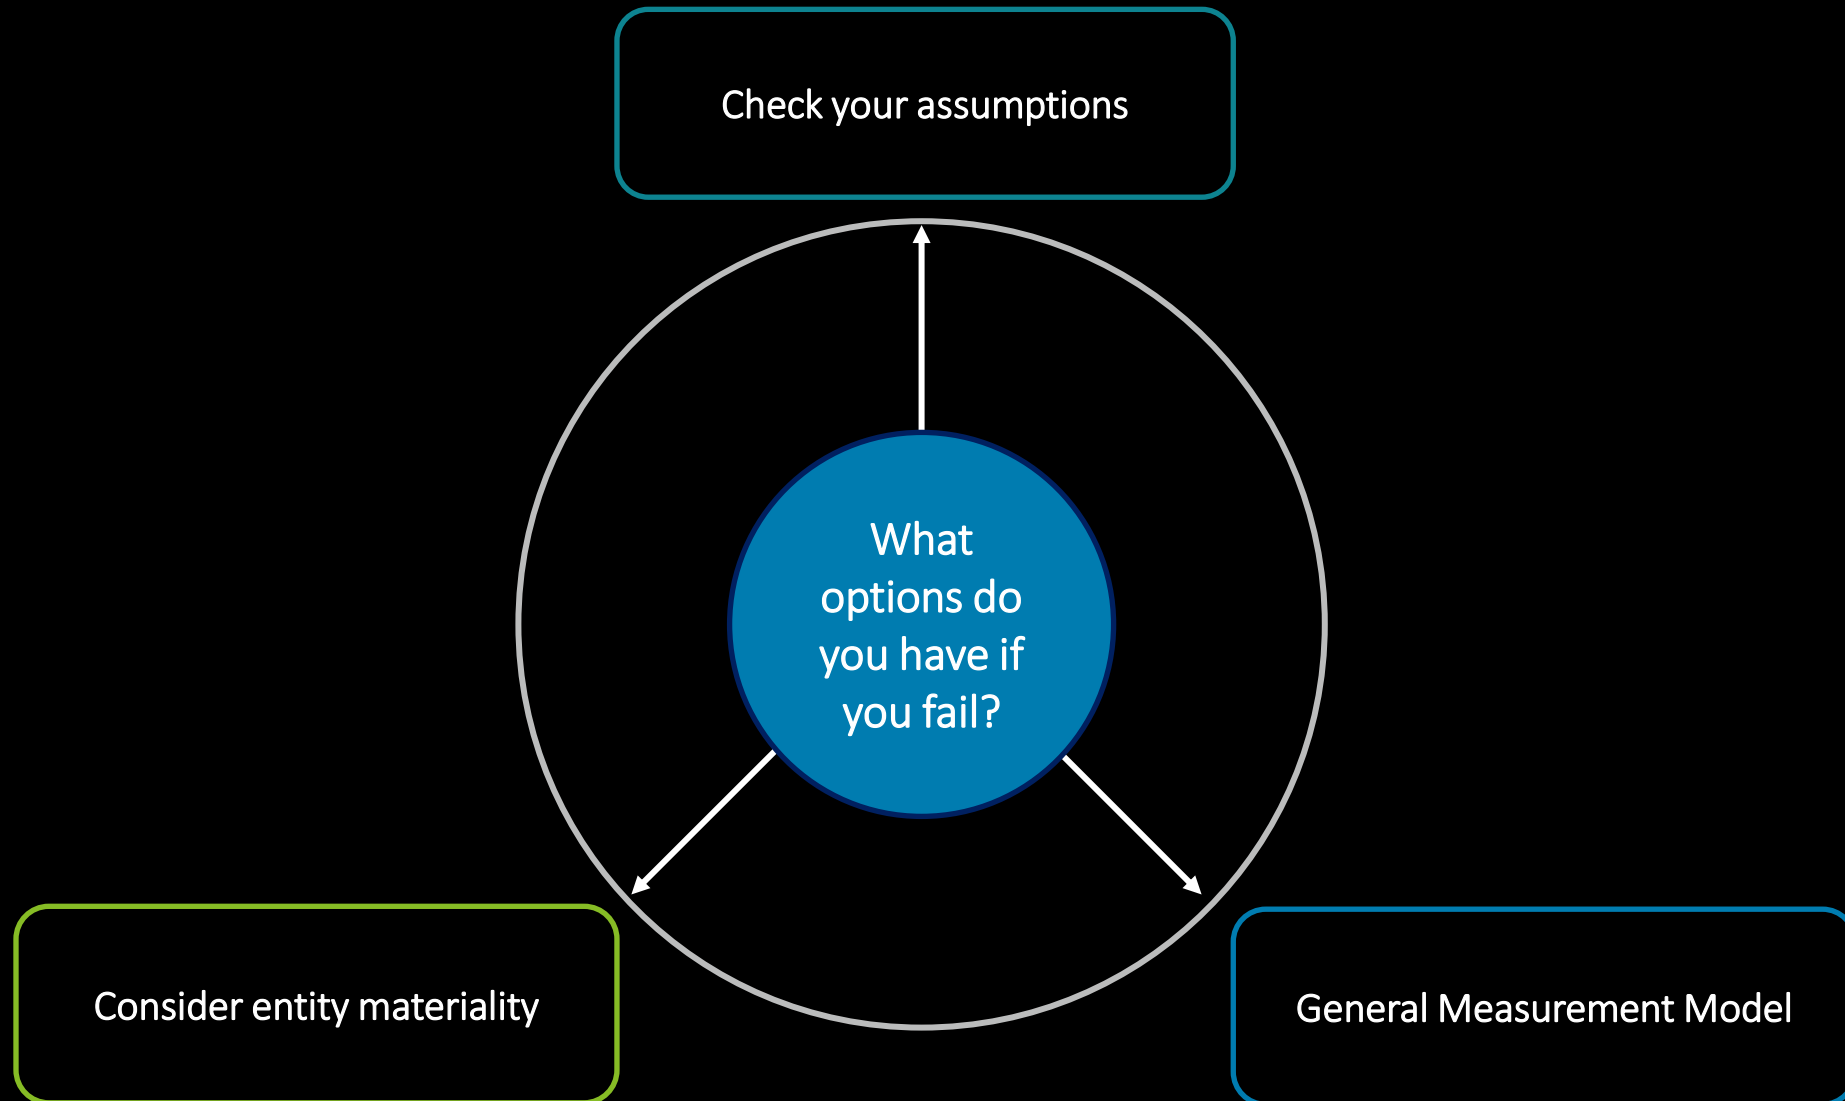 Check your assumptions
What
options do
you have if
you fail?
Consider entity materiality
General Measurement Model